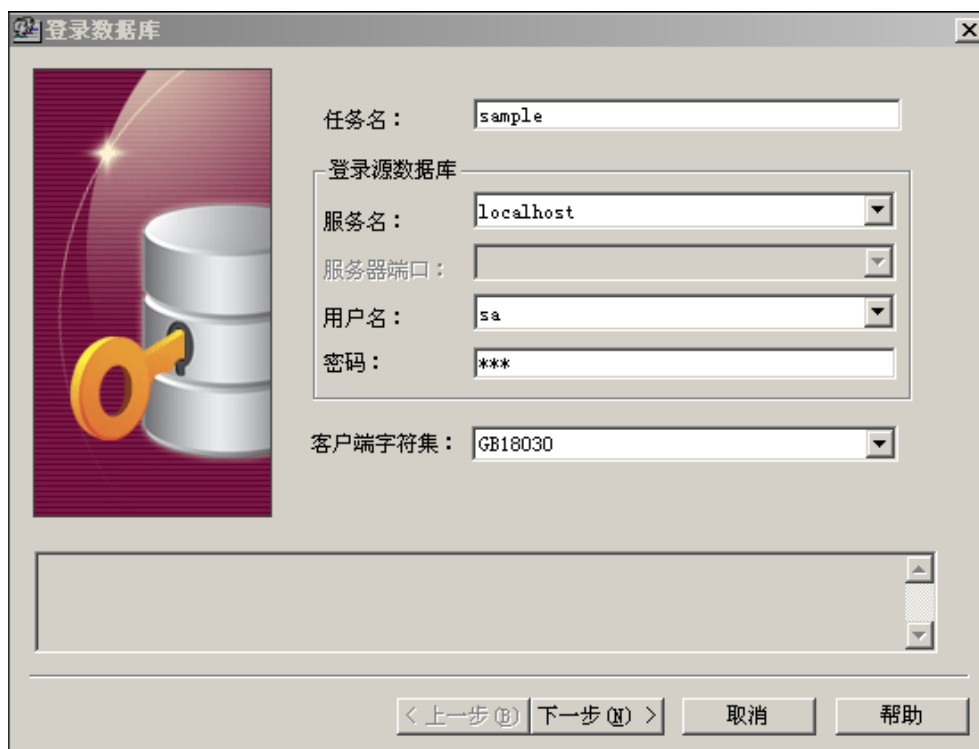 登录数据库
任务名： sample
登录源数据库
服务名： localhost
服务器端口：
用户名： sa
密码： ***
客户端字符集： GB18030
< 上一步(B) 下一步(N) > 取消 帮助